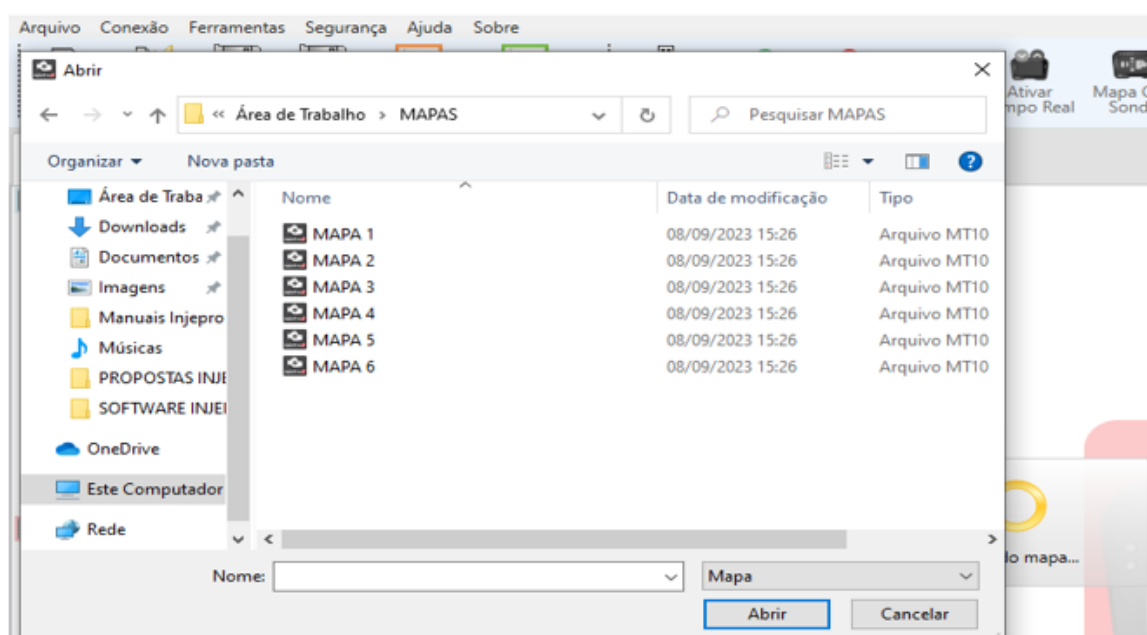 Arquivo Conexão Ferramentas Segurança Ajuda Sobre
Abrir
Ativar
mpo Real
Mapa
Sond
« Área de Trabalho › MAPAS
Pesquisar MAPAS
Organizar Nova pasta
Área de Traba
Downloads
Documentos
Imagens
Manuais Injepro
Músicas
PROPOSTAS INJE
SOFTWARE INJEI
OneDrive
Este Computador
Rede
Nome Data de modificação Tipo
MAPA 1 08/09/2023 15:26 Arquivo MT10
MAPA 2 08/09/2023 15:26 Arquivo MT10
MAPA 3 08/09/2023 15:26 Arquivo MT10
MAPA 4 08/09/2023 15:26 Arquivo MT10
MAPA 5 08/09/2023 15:26 Arquivo MT10
MAPA 6 08/09/2023 15:26 Arquivo MT10
do mapa...
Nome: Mapa
Abrir Cancelar